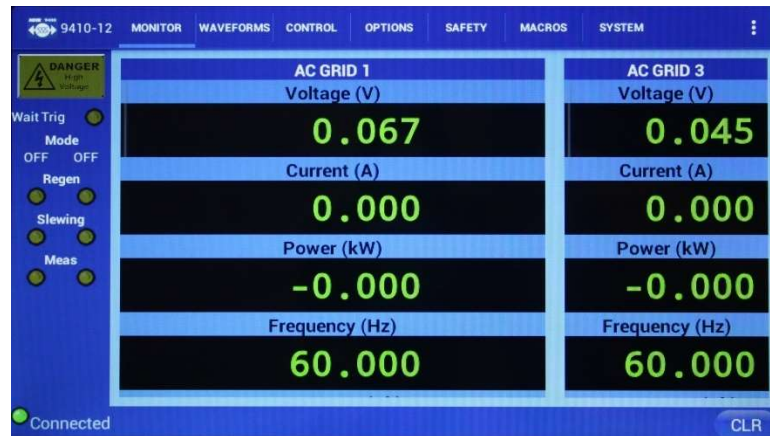 9410-12 MONITOR WAVEFORMS CONTROL OPTIONS SAFETY MACROS SYSTEM
DANGER
High
Voltage
Wait Trig
Mode
OFF OFF
Regen
Slewing
Meas
Connected
AC GRID 1
Voltage (V)
0.067
Current (A)
0.000
Power (kW)
-0.000
Frequency (Hz)
60.000
AC GRID 3
Voltage (V)
0.045
Current (A)
0.000
Power (kW)
-0.000
Frequency (Hz)
60.000
CLR